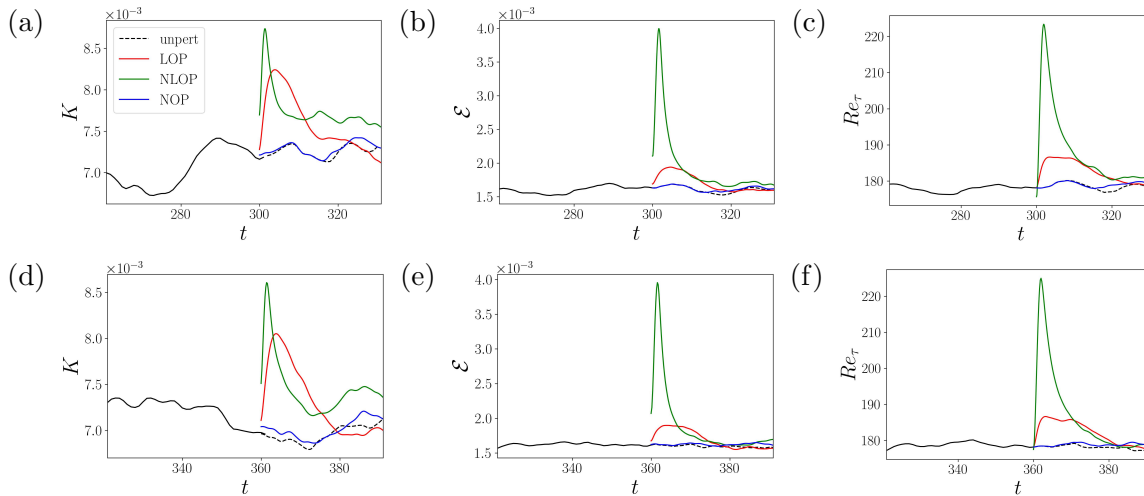 (a)
×10⁻³
8.5
8.0
7.5
7.0
K
unpert
LOP
NLOP
NOP
280
300
320
t
(b)
×10⁻³
4.0
3.5
3.0
2.5
2.0
1.5
ℰ
280
300
320
t
(c)
220
210
200
190
180
Re_τ
280
300
320
t
(d)
×10⁻³
8.5
8.0
7.5
7.0
K
340
360
380
t
(e)
×10⁻³
4.0
3.5
3.0
2.5
2.0
1.5
ℰ
340
360
380
t
(f)
220
210
200
190
180
Re_τ
340
360
380
t